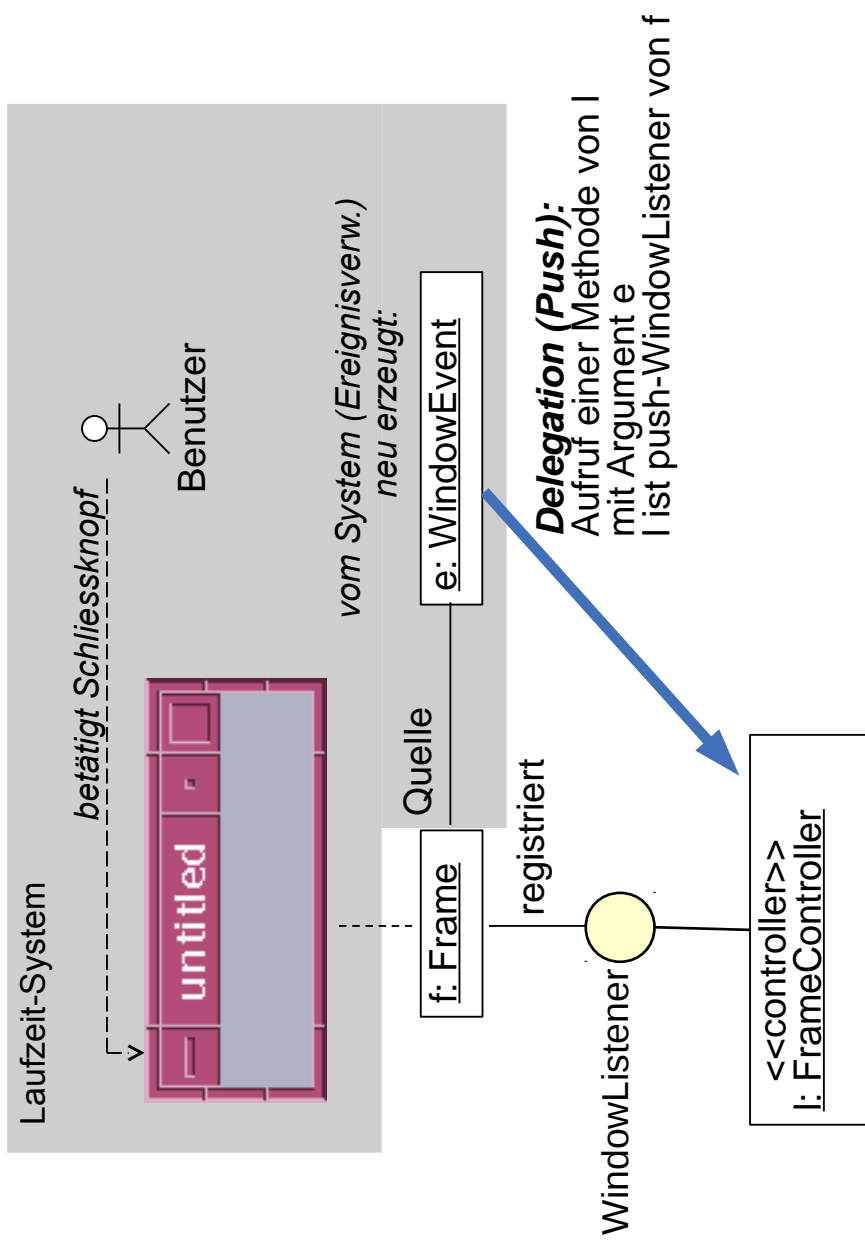 Laufzeit-System
betätigt Schliessknopf
Benutzer
untitled
vom System (Ereignisverw.)
neu erzeugt:
Quelle
f: Frame
e: WindowEvent
registriert
Delegation (Push):
Aufruf einer Methode von l
mit Argument e
l ist push-WindowListener von f
WindowListener
<<controller>>
l: FrameController